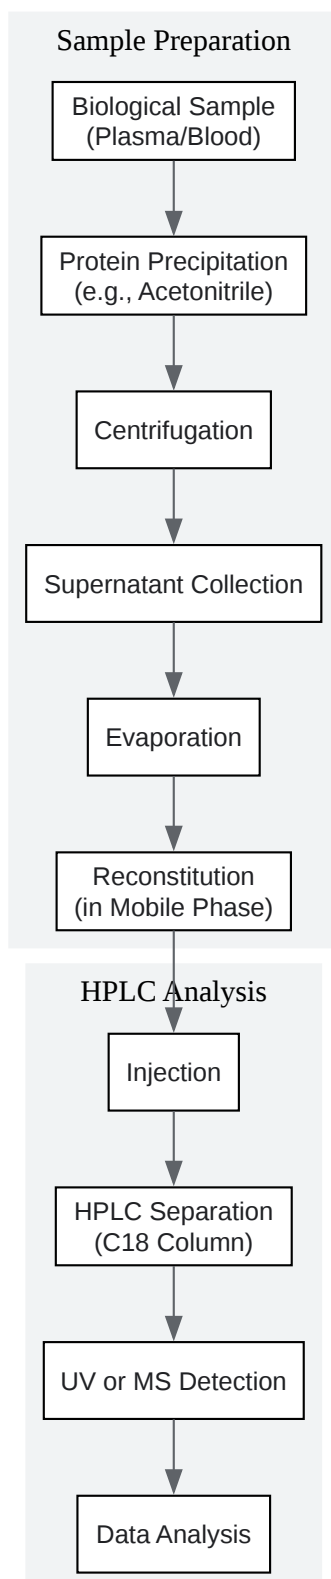 Sample Preparation
Biological Sample
(Plasma/Blood)
Protein Precipitation
(e.g., Acetonitrile)
Centrifugation
Supernatant Collection
Evaporation
Reconstitution
(in Mobile Phase)
HPLC Analysis
Injection
HPLC Separation
(C18 Column)
UV or MS Detection
Data Analysis